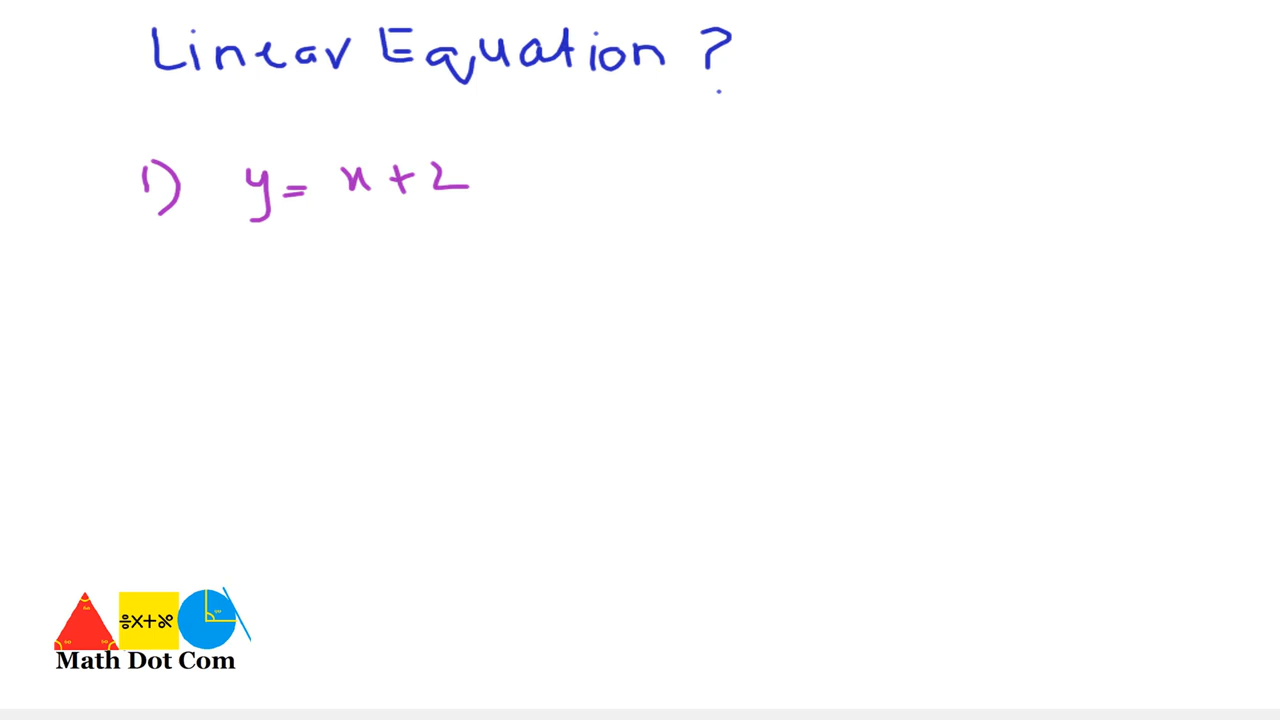 Linear Equation ?
1) y = x + 2
÷×+%
Math Dot Com